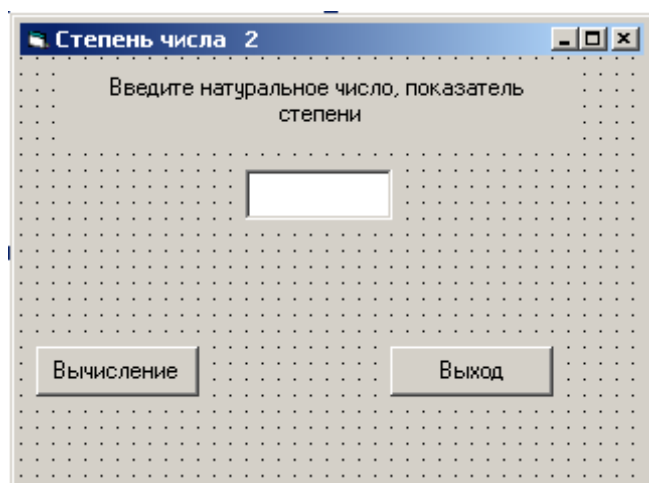 Степень числа 2
Введите натуральное число, показатель
степени
Вычисление
Выход